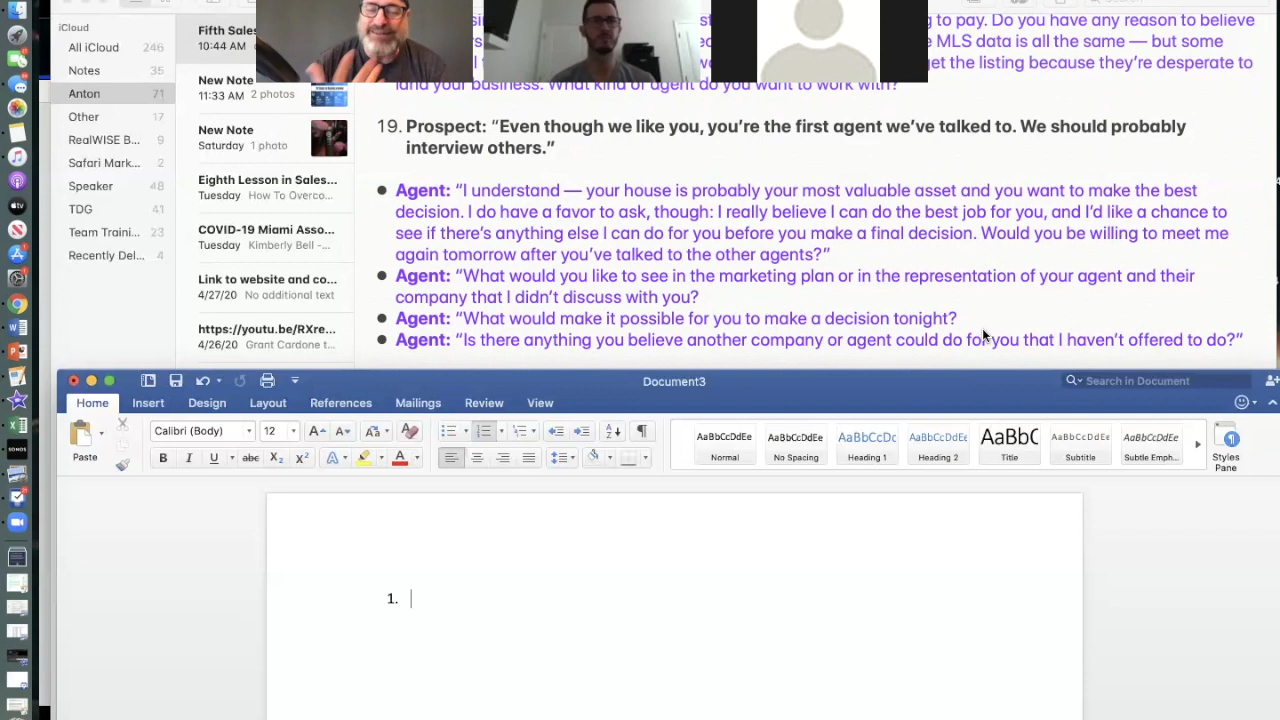 iCloud
All iCloud 246
Notes 35
Anton 71
Other 17
RealWISE B... 9
Safari Mark... 2
Speaker 48
TDG 41
Team Traini... 23
Recently Del... 4
Fifth Sales
10:44 AM
New Note
11:33 AM 2 photos
New Note
Saturday 1 photo
Eighth Lesson in Sales...
Tuesday How To Overco...
COVID-19 Miami Asso...
Tuesday Kimberly Bell -...
Link to website and co...
4/27/20 No additional text
https://youtu.be/RXre...
4/26/20 Grant Cardone t...
g to pay. Do you have any reason to believe
MLS data is all the same — but some
get the listing because they're desperate to
land your business. What kind of agent do you want to work with?
19. Prospect: “Even though we like you, you’re the first agent we’ve talked to. We should probably
interview others.”
● Agent: “I understand — your house is probably your most valuable asset and you want to make the best
decision. I do have a favor to ask, though: I really believe I can do the best job for you, and I’d like a chance to
see if there’s anything else I can do for you before you make a final decision. Would you be willing to meet me
again tomorrow after you’ve talked to the other agents?”
● Agent: “What would you like to see in the marketing plan or in the representation of your agent and their
company that I didn’t discuss with you?
● Agent: “What would make it possible for you to make a decision tonight?
● Agent: “Is there anything you believe another company or agent could do for you that I haven’t offered to do?”
Document3
Search in Document
Home Insert Design Layout References Mailings Review View
Paste
Calibri (Body) 12
B I U abc X₂ X² A A
AaBbCcDdEe AaBbCcDdEe AaBbCcDc AaBbCcDdEe AaBbC AaBbCcDdEe AaBbCcDdEe
Normal No Spacing Heading 1 Heading 2 Title Subtitle Subtle Emph...
Styles
Pane
1.